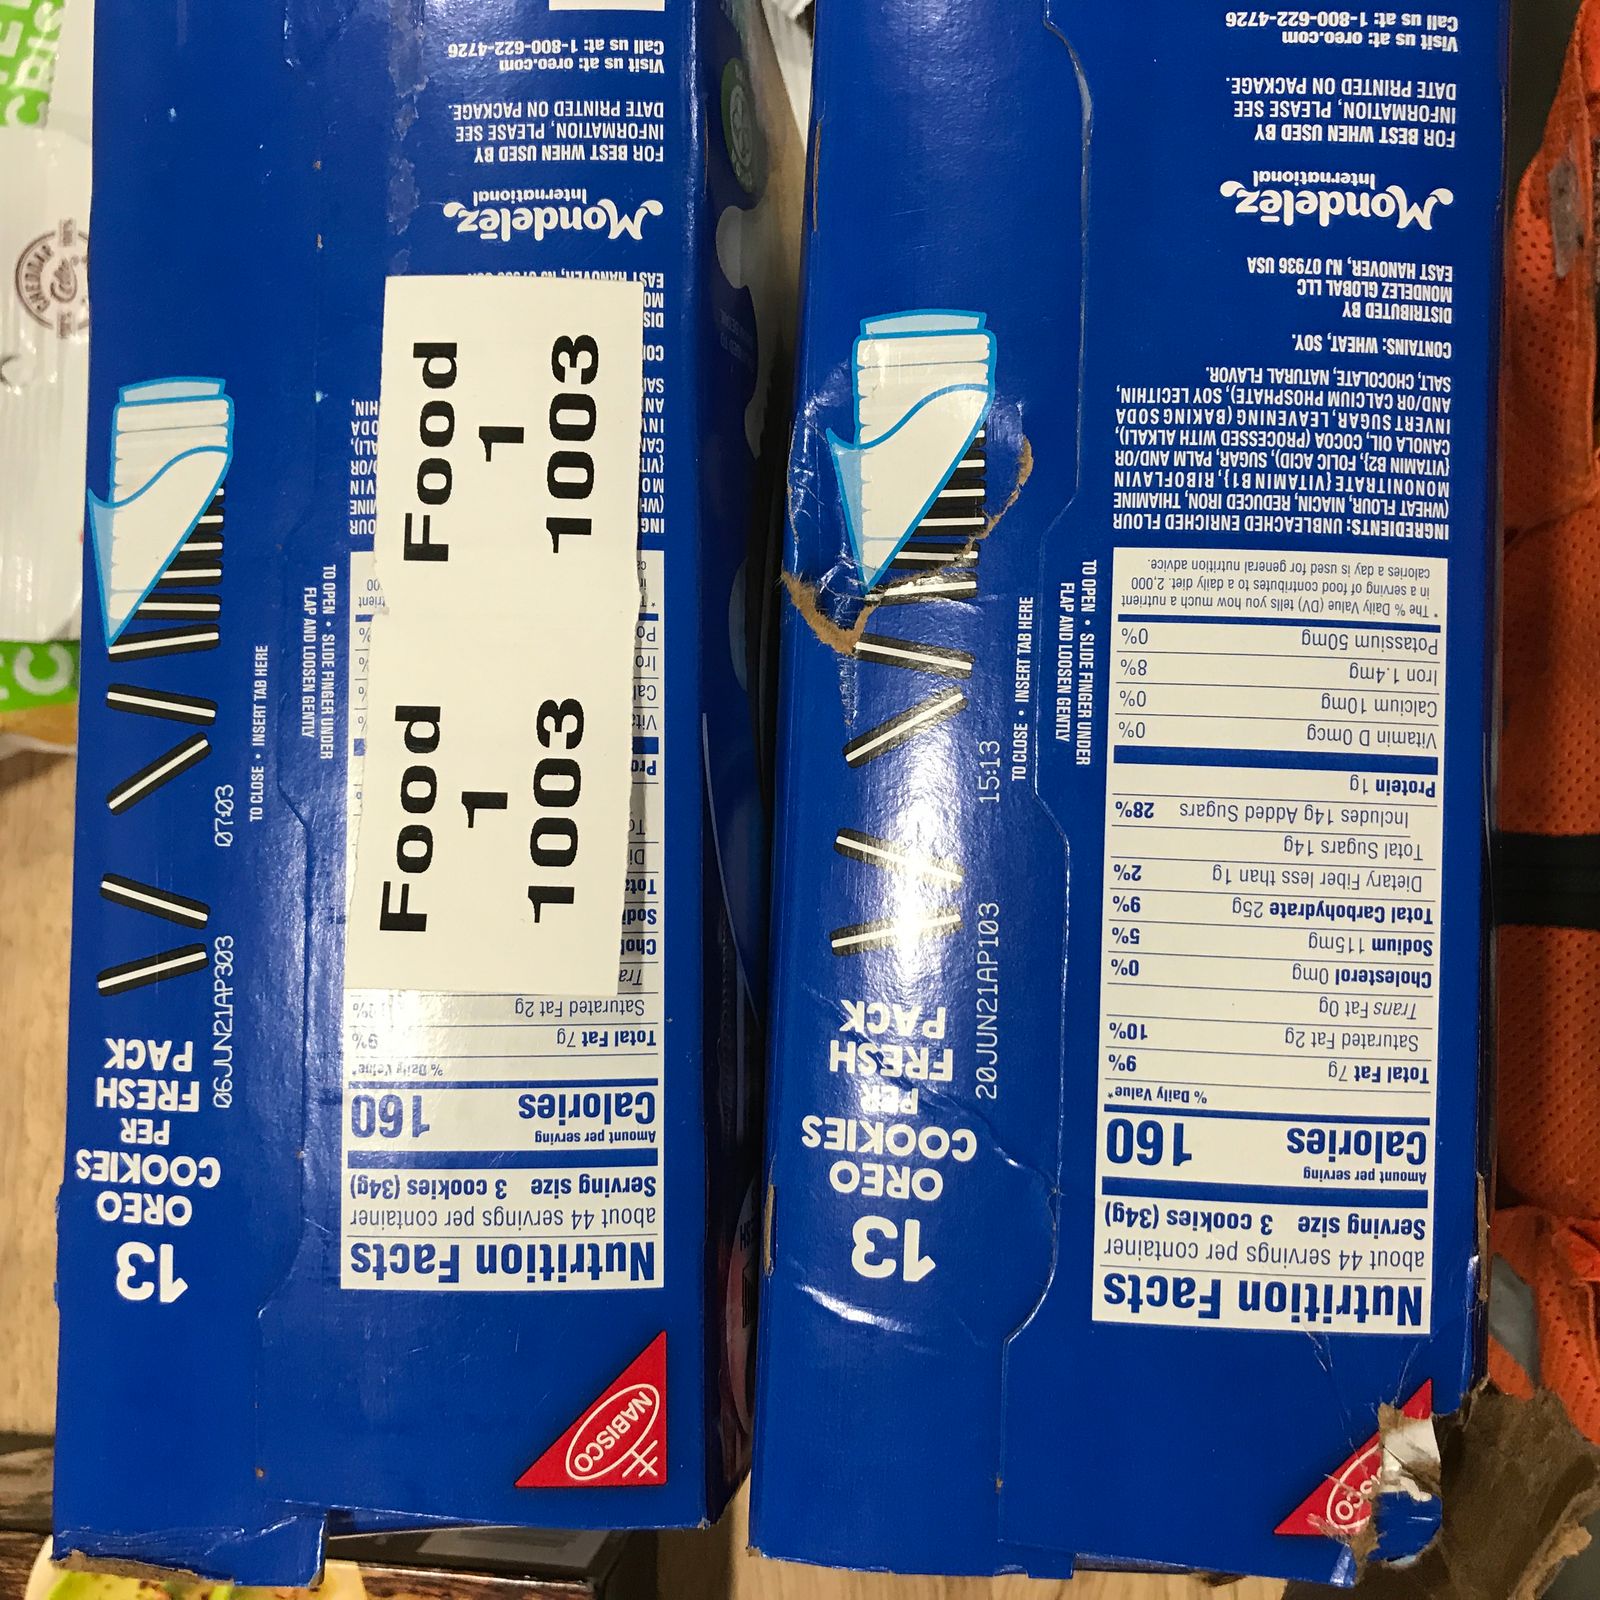 13
OREO
COOKIES
PER
FRESH
PACK
06JUN21AP303 07:03
TO CLOSE • INSERT TAB HERE
TO OPEN • SLIDE FINGER UNDER
FLAP AND LOOSEN GENTLY
NABISCO
Nutrition Facts
about 44 servings per container
Serving size 3 cookies (34g)
Amount per serving
Calories 160
% Daily Value*
Total Fat 7g 9%
Saturated Fat 2g
Food
1
1003
Food
1
1003
Mondelēz
International
FOR BEST WHEN USED BY
INFORMATION, PLEASE SEE
DATE PRINTED ON PACKAGE.
Visit us at: oreo.com
Call us at: 1-800-622-4726
13
OREO
COOKIES
PER
FRESH
PACK
20JUN21AP103 15:13
TO CLOSE • INSERT TAB HERE
TO OPEN • SLIDE FINGER UNDER
FLAP AND LOOSEN GENTLY
Nutrition Facts
about 44 servings per container
Serving size 3 cookies (34g)
Amount per serving
Calories 160
% Daily Value*
Total Fat 7g 9%
Saturated Fat 2g 10%
Trans Fat 0g
Cholesterol 0mg 0%
Sodium 115mg 5%
Total Carbohydrate 25g 9%
Dietary Fiber less than 1g 2%
Total Sugars 14g
Includes 14g Added Sugars 28%
Protein 1g
Vitamin D 0mcg 0%
Calcium 10mg 0%
Iron 1.4mg 8%
Potassium 50mg 0%
* The % Daily Value (DV) tells you how much a nutrient
in a serving of food contributes to a daily diet. 2,000
calories a day is used for general nutrition advice.
INGREDIENTS: UNBLEACHED ENRICHED FLOUR
(WHEAT FLOUR, NIACIN, REDUCED IRON, THIAMINE
MONONITRATE {VITAMIN B1}, RIBOFLAVIN
{VITAMIN B2}, FOLIC ACID), SUGAR, PALM AND/OR
CANOLA OIL, COCOA (PROCESSED WITH ALKALI),
INVERT SUGAR, LEAVENING (BAKING SODA
AND/OR CALCIUM PHOSPHATE), SOY LECITHIN,
SALT, CHOCOLATE, NATURAL FLAVOR.
CONTAINS: WHEAT, SOY.
DISTRIBUTED BY
MONDELEZ GLOBAL LLC
EAST HANOVER, NJ 07936 USA
Mondelēz
International
FOR BEST WHEN USED BY
INFORMATION, PLEASE SEE
DATE PRINTED ON PACKAGE.
Visit us at: oreo.com
Call us at: 1-800-622-4726